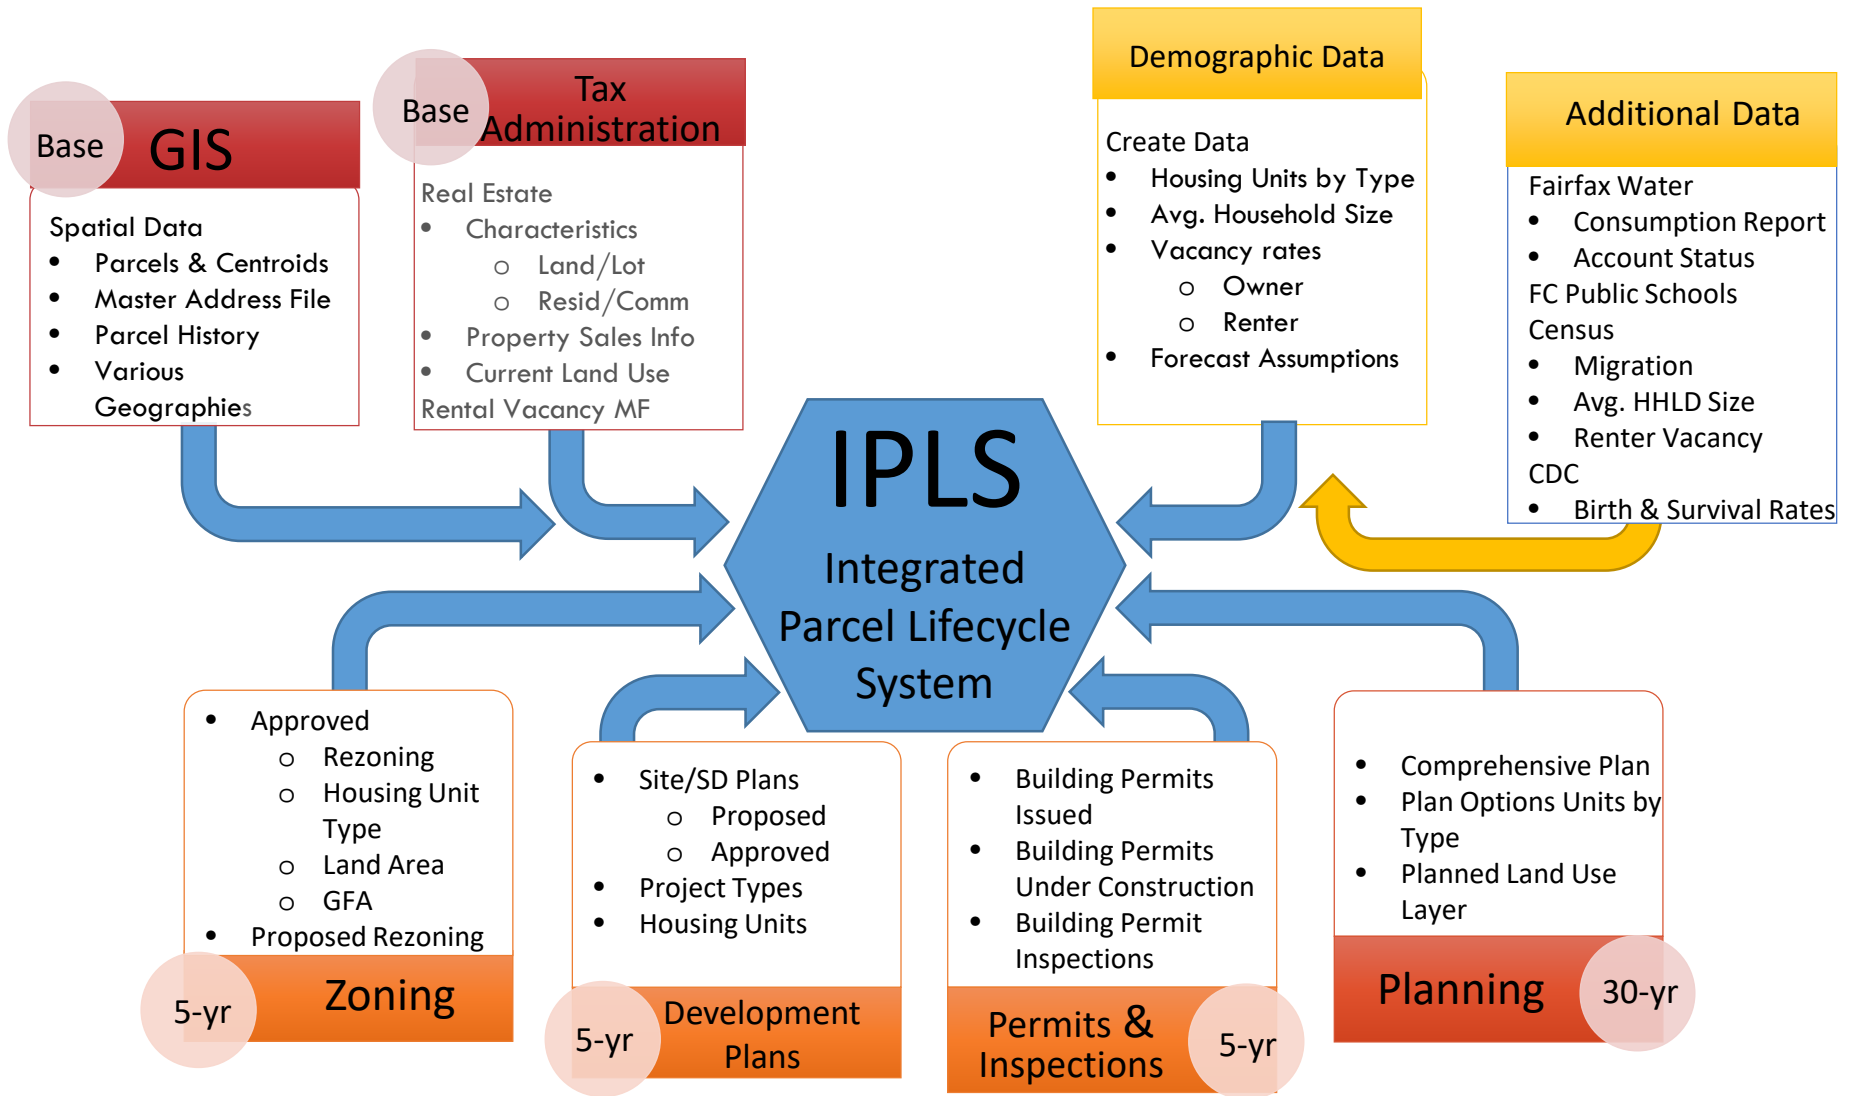 Base
GIS
Spatial Data
• Parcels & Centroids
• Master Address File
• Parcel History
• Various
Geographies
Base
Tax
Administration
Real Estate
• Characteristics
o Land/Lot
o Resid/Comm
• Property Sales Info
• Current Land Use
Rental Vacancy MF
Demographic Data
Create Data
• Housing Units by Type
• Avg. Household Size
• Vacancy rates
o Owner
o Renter
• Forecast Assumptions
Additional Data
Fairfax Water
• Consumption Report
• Account Status
FC Public Schools
Census
• Migration
• Avg. HHLD Size
• Renter Vacancy
CDC
• Birth & Survival Rates
IPLS
Integrated
Parcel Lifecycle
System
• Approved
o Rezoning
o Housing Unit
Type
o Land Area
o GFA
• Proposed Rezoning
5-yr
Zoning
• Site/SD Plans
o Proposed
o Approved
• Project Types
• Housing Units
5-yr
Development
Plans
• Building Permits
Issued
• Building Permits
Under Construction
• Building Permit
Inspections
Permits &
Inspections
5-yr
• Comprehensive Plan
• Plan Options Units by
Type
• Planned Land Use
Layer
Planning
30-yr